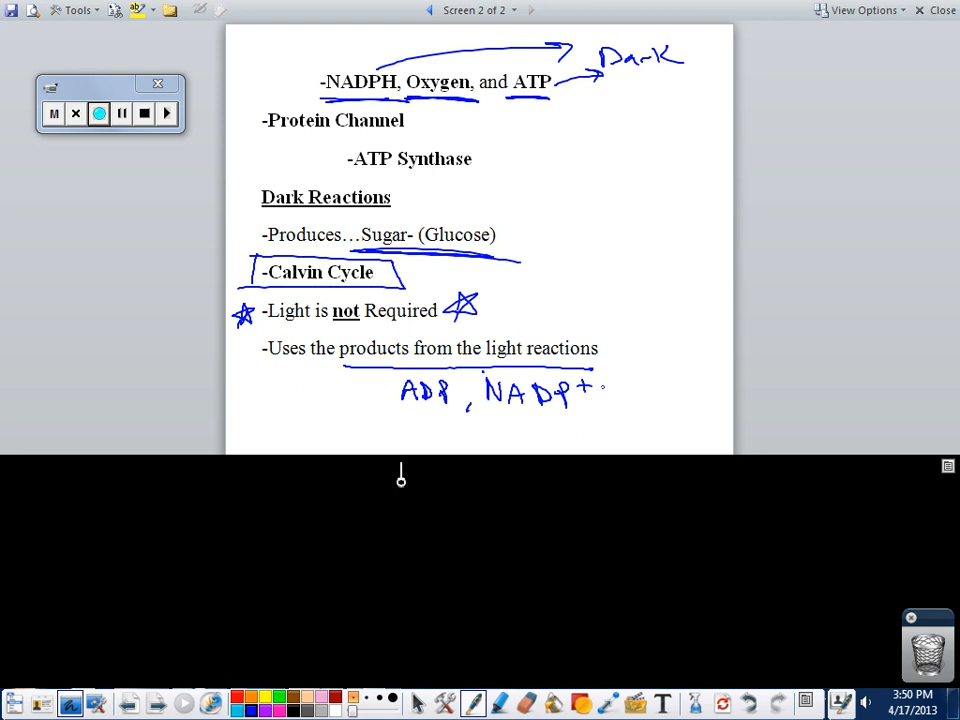 Tools
Screen 2 of 2
View Options
Close
Dark
-NADPH, Oxygen, and ATP
M
-Protein Channel
-ATP Synthase
Dark Reactions
-Produces…Sugar- (Glucose)
-Calvin Cycle
-Light is not Required
-Uses the products from the light reactions
ADP, NADP+
3:50 PM
4/17/2013